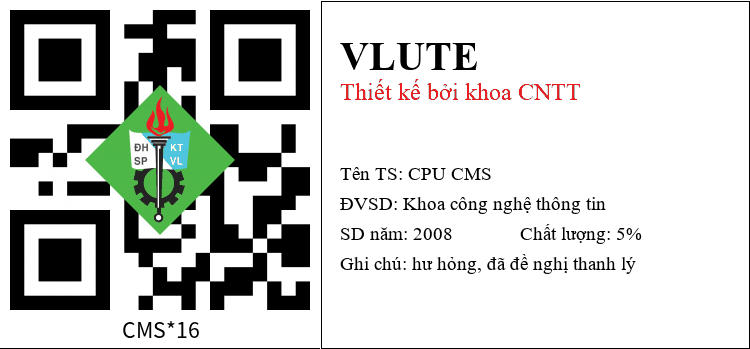 ĐH KT
SP VL
CMS*16
VLUTE
Thiết kế bởi khoa CNTT
Tên TS: CPU CMS
ĐVSD: Khoa công nghệ thông tin
SD năm: 2008 Chất lượng: 5%
Ghi chú: hư hỏng, đã đề nghị thanh lý